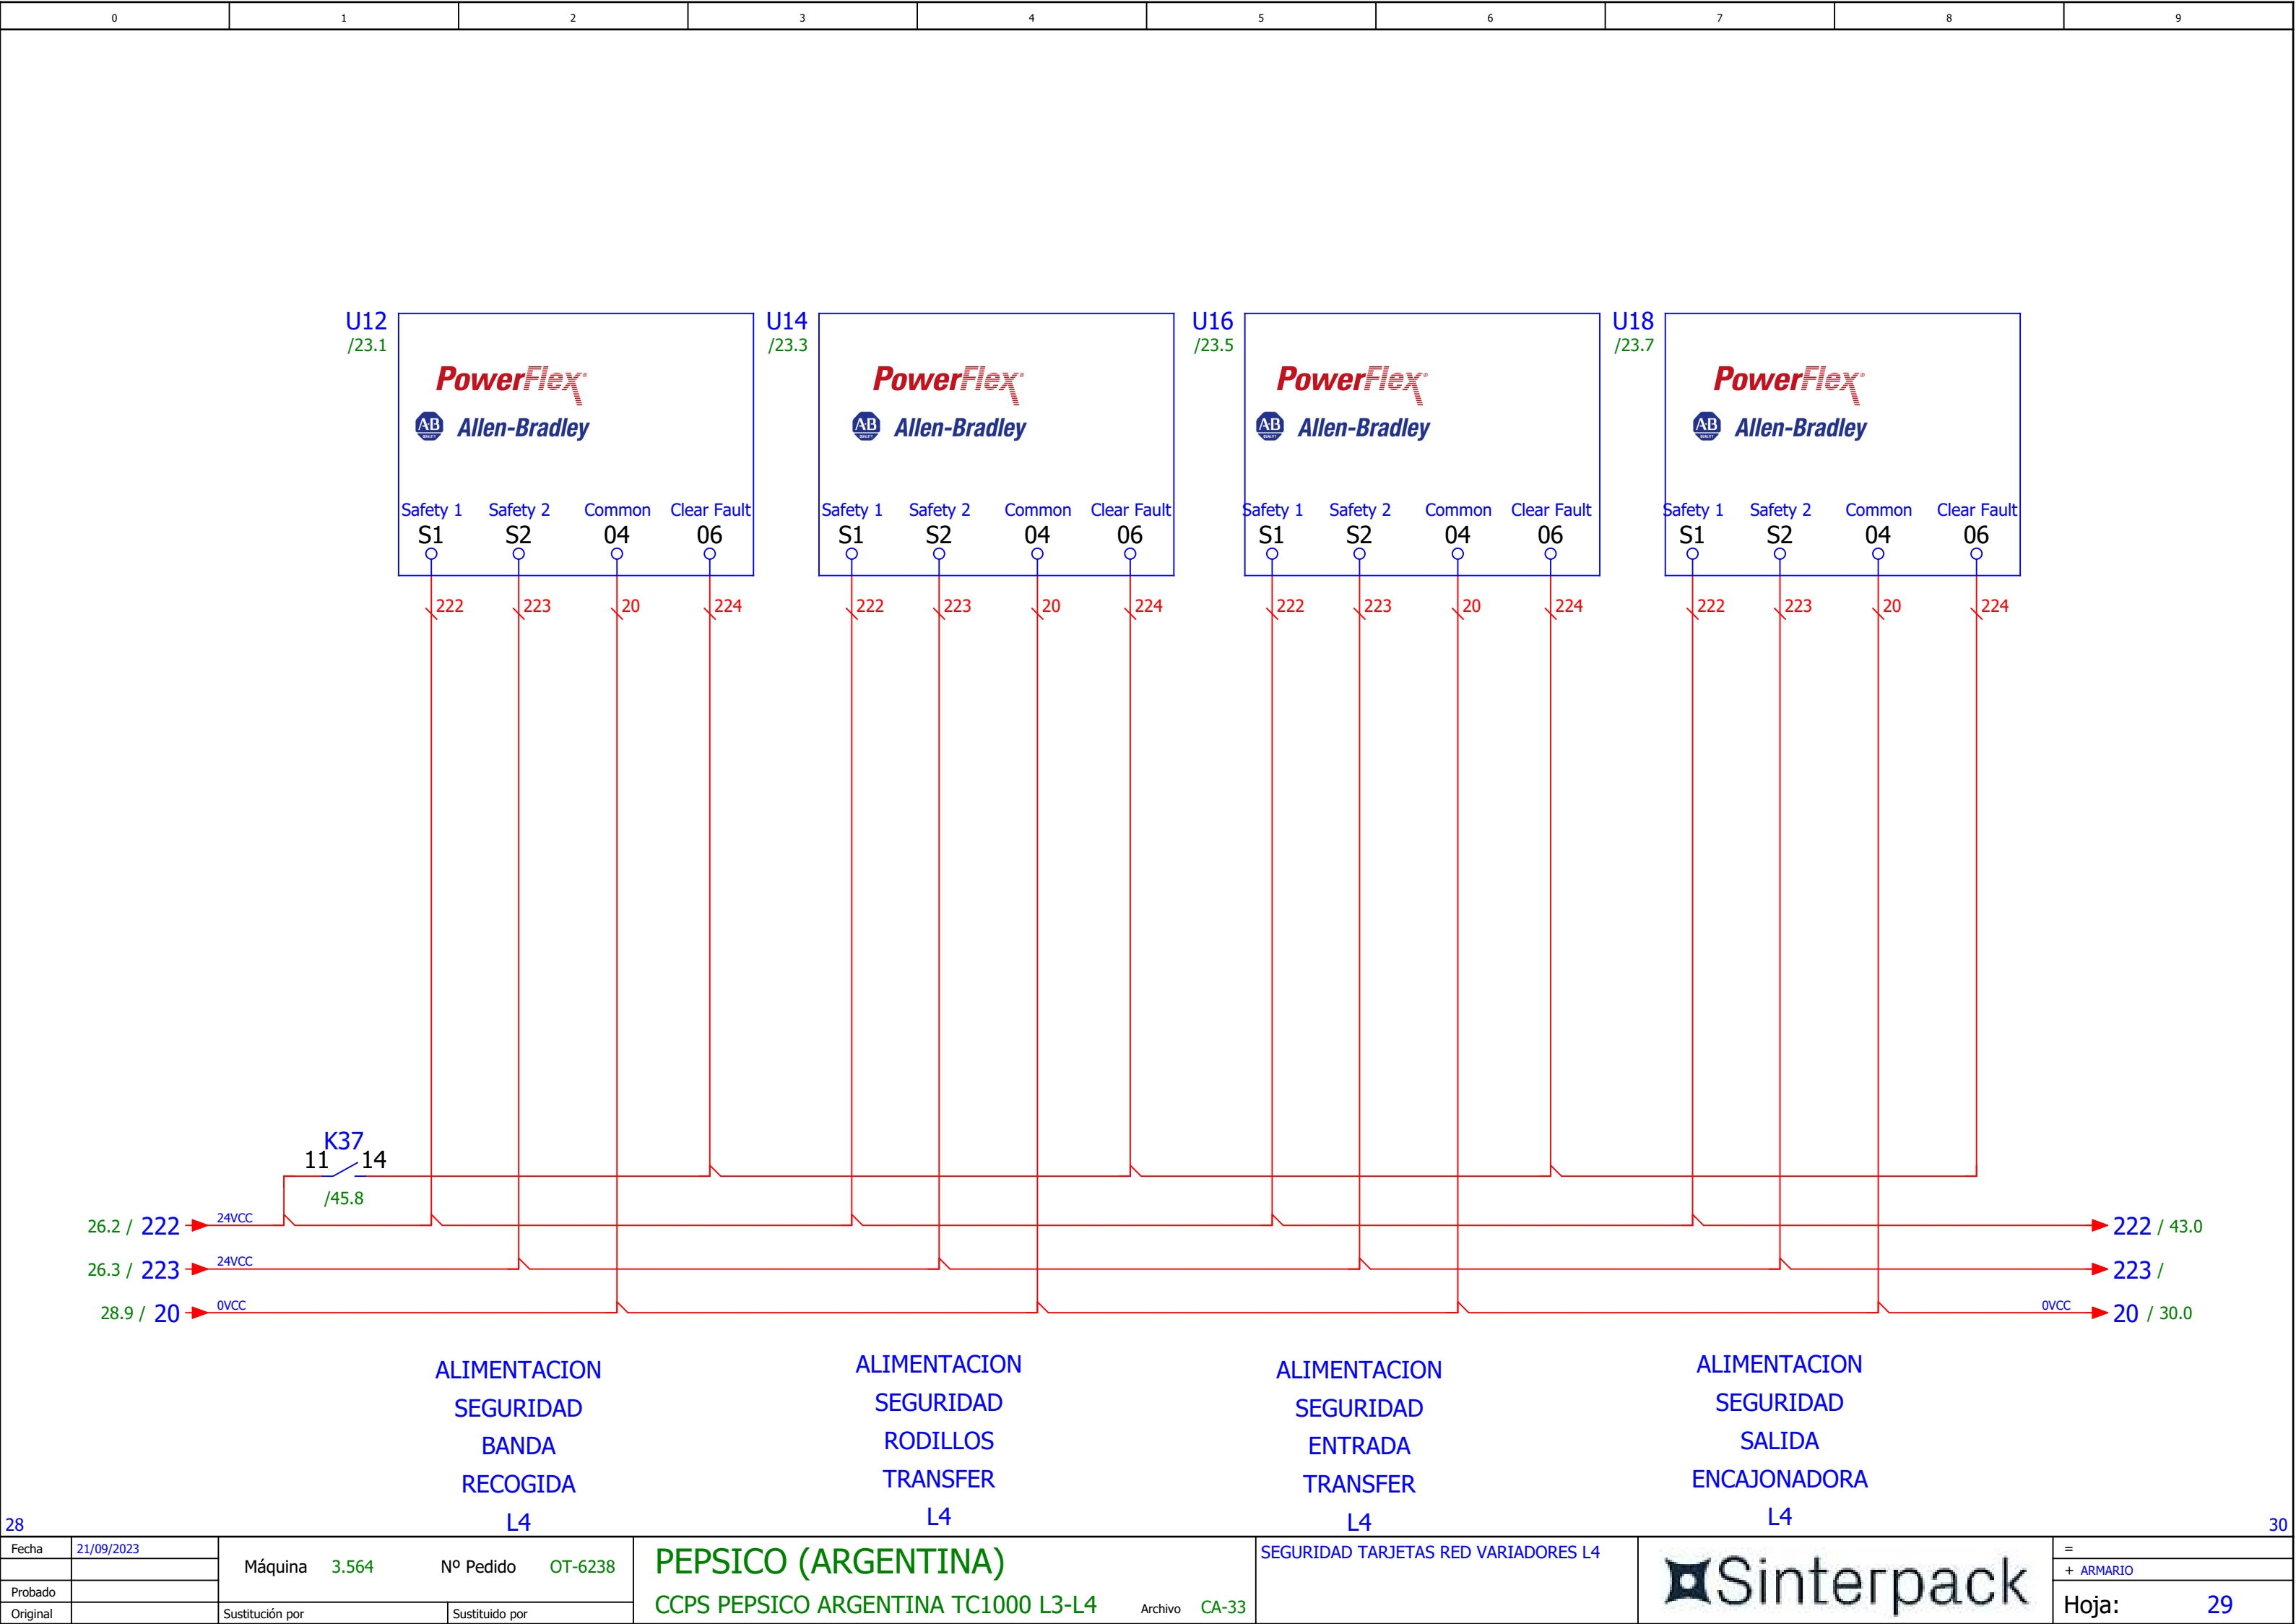 0 1 2 3 4 5 6 7 8 9
U12 U14 U16 U18
/23.1 /23.3 /23.5 /23.7
PowerFlex PowerFlex PowerFlex PowerFlex
AB Allen-Bradley AB Allen-Bradley AB Allen-Bradley AB Allen-Bradley
Safety 1 Safety 2 Common Clear Fault Safety 1 Safety 2 Common Clear Fault Safety 1 Safety 2 Common Clear Fault Safety 1 Safety 2 Common Clear Fault
S1 S2 04 06 S1 S2 04 06 S1 S2 04 06 S1 S2 04 06
222 223 20 224 222 223 20 224 222 223 20 224 222 223 20 224
K37
11 14
/45.8
26.2 / 222 24VCC 222 / 43.0
26.3 / 223 24VCC 223 /
28.9 / 20 0VCC 0VCC 20 / 30.0
ALIMENTACION
SEGURIDAD
BANDA
RECOGIDA
L4
ALIMENTACION
SEGURIDAD
RODILLOS
TRANSFER
L4
ALIMENTACION
SEGURIDAD
ENTRADA
TRANSFER
L4
ALIMENTACION
SEGURIDAD
SALIDA
ENCAJONADORA
L4
28 30
Fecha 21/09/2023
Probado
Original
Máquina 3.564 Nº Pedido OT-6238
Sustitución por Sustituido por
PEPSICO (ARGENTINA)
CCPS PEPSICO ARGENTINA TC1000 L3-L4 Archivo CA-33
SEGURIDAD TARJETAS RED VARIADORES L4
Sinterpack
=
+ ARMARIO
Hoja: 29